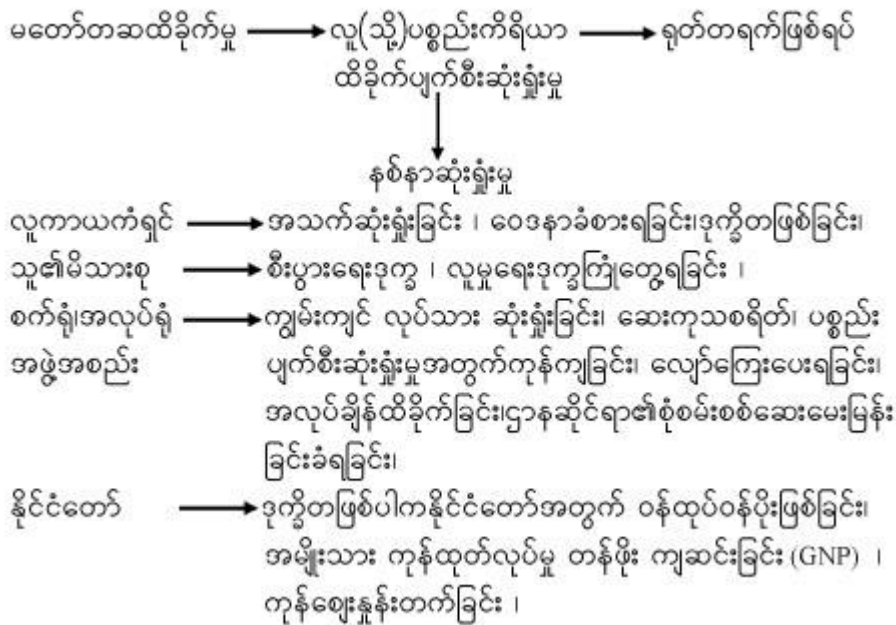 မတော်တဆထိခိုက်မှု လူ(သို့)ပစ္စည်းကိရိယာ ရုတ်တရက်ဖြစ်ရပ်
ထိခိုက်ပျက်စီးဆုံးရှုံးမှု
နစ်နာဆုံးရှုံးမှု
လူကာယကံရှင် အသက်ဆုံးရှုံးခြင်း ၊ ဝေဒနာခံစားရခြင်း၊ဒုက္ခိတဖြစ်ခြင်း၊
သူ၏မိသားစု စီးပွားရေးဒုက္ခ ၊ လူမှုရေးဒုက္ခကြုံတွေ့ရခြင်း ၊
စက်ရုံ၊အလုပ်ရုံ ကျွမ်းကျင် လုပ်သား ဆုံးရှုံးခြင်း၊ ဆေးကုသစရိတ်၊ ပစ္စည်း
အဖွဲ့အစည်း ပျက်စီးဆုံးရှုံးမှုအတွက်ကုန်ကျခြင်း၊ လျော်ကြေးပေးရခြင်း၊
အလုပ်ချိန်ထိခိုက်ခြင်း၊ဌာနဆိုင်ရာ၏စုံစမ်းစစ်ဆေးမေးမြန်း
ခြင်းခံရခြင်း၊
နိုင်ငံတော် ဒုက္ခိတဖြစ်ပါကနိုင်ငံတော်အတွက် ဝန်ထုပ်ဝန်ပိုးဖြစ်ခြင်း၊
အမျိုးသား ကုန်ထုတ်လုပ်မှု တန်ဖိုး ကျဆင်းခြင်း (GNP) ၊
ကုန်ဈေးနှုန်းတက်ခြင်း ၊